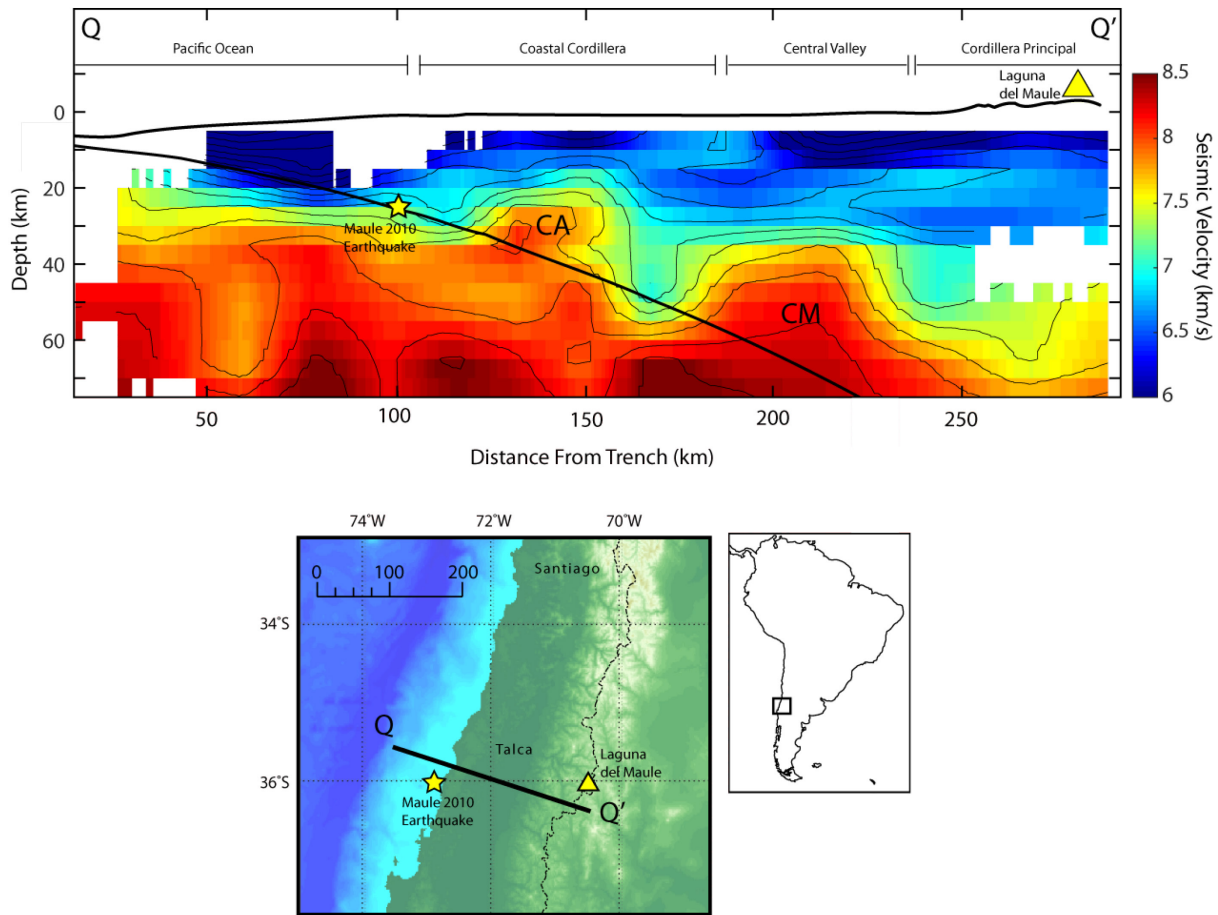 Q
Q'
Pacific Ocean
Coastal Cordillera
Central Valley
Cordillera Principal
Laguna
del Maule
8.5
8
7.5
7
6.5
6
Seismic Velocity (km/s)
0
20
40
60
Depth (km)
Maule 2010
Earthquake
CA
CM
50
100
150
200
250
Distance From Trench (km)
74°W
72°W
70°W
0
100
200
Santiago
34°S
Q
Talca
Laguna
del Maule
36°S
Maule 2010
Earthquake
Q'